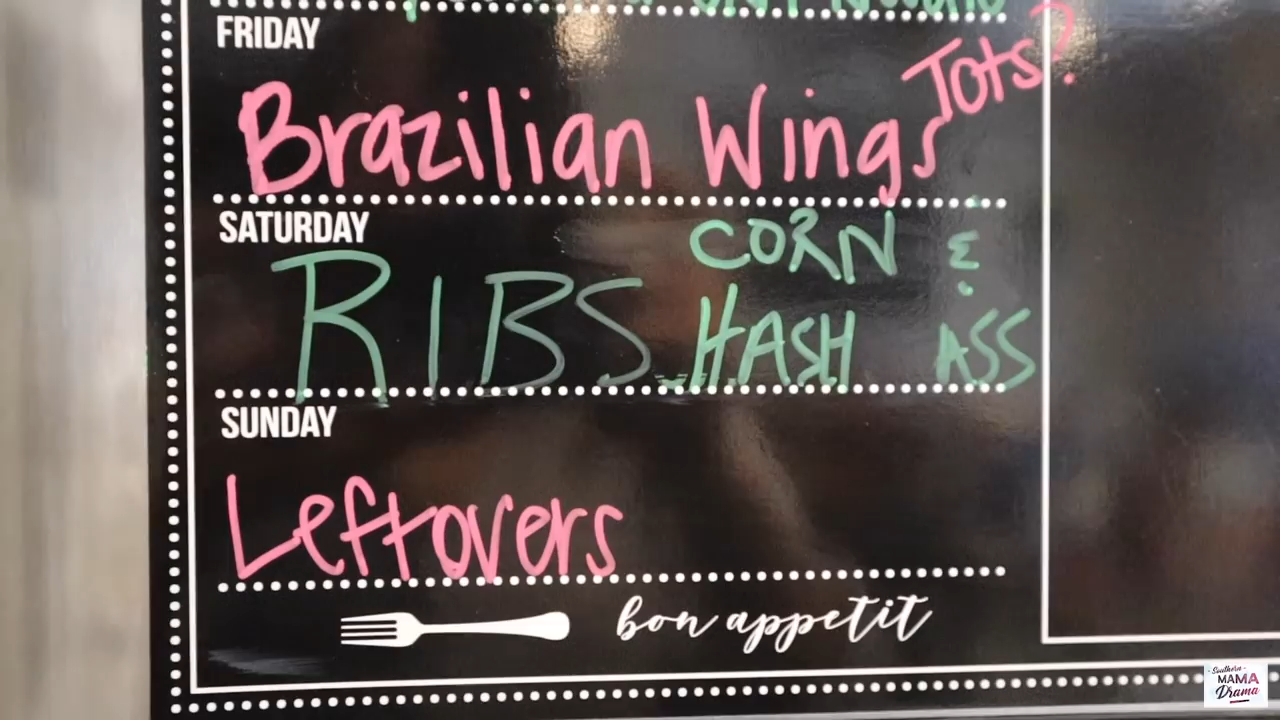 FRIDAY
Tots?
Brazilian Wings
SATURDAY
CORN &
RIBS HASH ASS
SUNDAY
Leftovers
bon appetit
Southern
MAMA
Drama